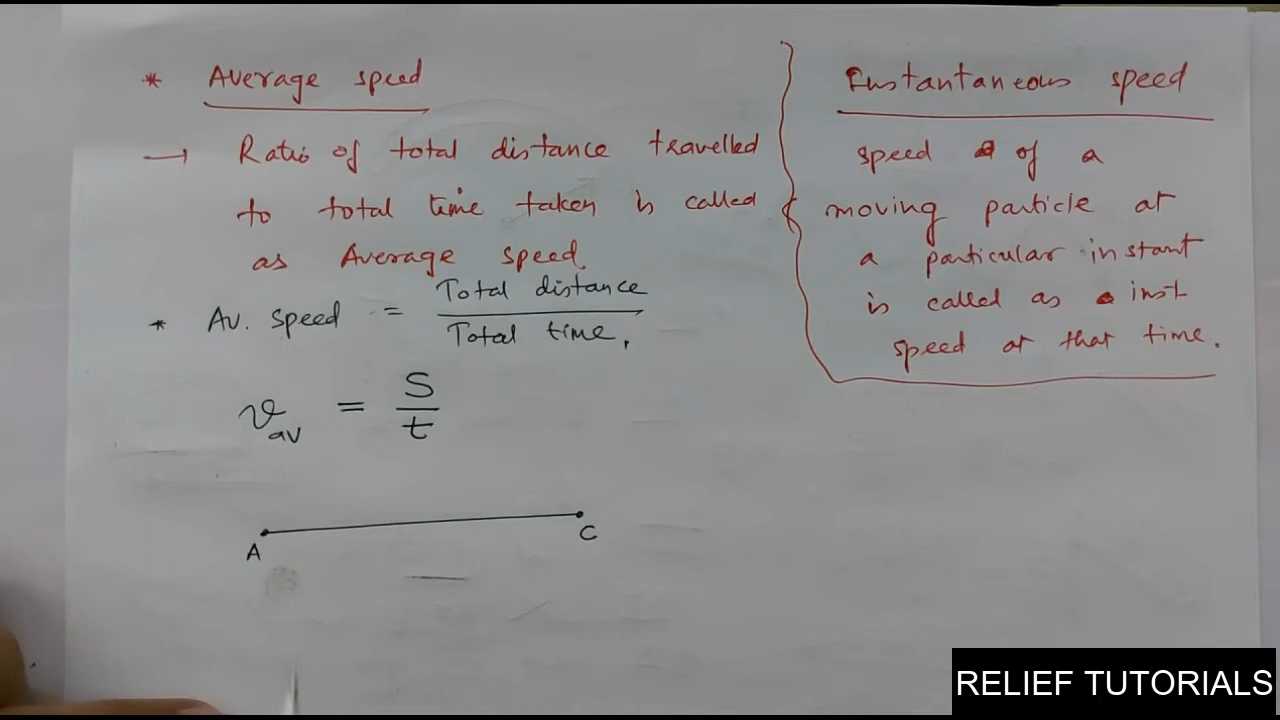 * Average speed
→ Ratio of total distance travelled
to total time taken is called
as Average speed.
* Av. speed = Total distance
Total time.
v av = S
t
A C
Instantaneous speed
speed of a
moving particle at
a particular instant
is called as inst
speed at that time.
RELIEF TUTORIALS